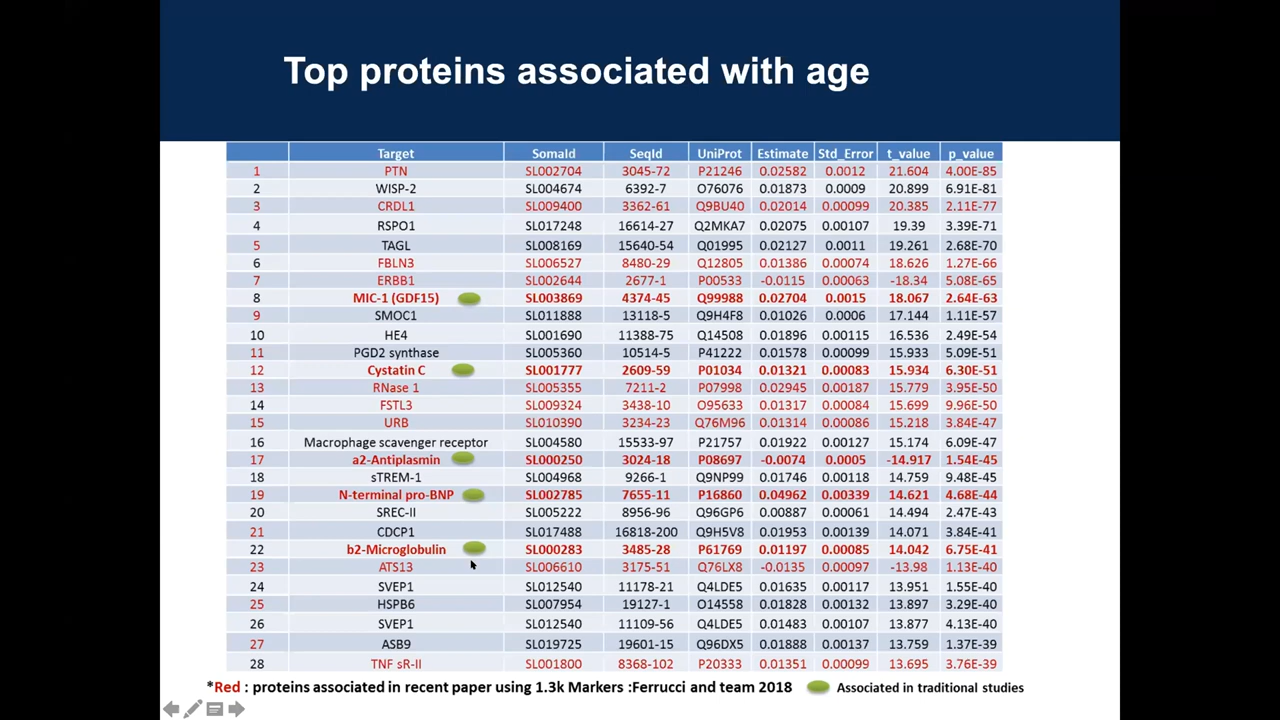 Top proteins associated with age
Target SomaId SeqId UniProt Estimate Std_Error t_value p_value
1 PTN SL002704 3045-72 P21246 0.02582 0.0012 21.604 4.00E-85
2 WISP-2 SL004674 6392-7 O76076 0.01873 0.0009 20.899 6.91E-81
3 CRDL1 SL009400 3362-61 Q9BU40 0.02014 0.00099 20.385 2.11E-77
4 RSPO1 SL017248 16614-27 Q2MKA7 0.02075 0.00107 19.39 3.39E-71
5 TAGL SL008169 15640-54 Q01995 0.02127 0.0011 19.261 2.68E-70
6 FBLN3 SL006527 8480-29 Q12805 0.01386 0.00074 18.626 1.27E-66
7 ERBB1 SL002644 2677-1 P00533 -0.0115 0.00063 -18.34 5.08E-65
8 MIC-1 (GDF15) SL003869 4374-45 Q99988 0.02704 0.0015 18.067 2.64E-63
9 SMOC1 SL011888 13118-5 Q9H4F8 0.01026 0.0006 17.144 1.11E-57
10 HE4 SL001690 11388-75 Q14508 0.01896 0.00115 16.536 2.49E-54
11 PGD2 synthase SL005360 10514-5 P41222 0.01578 0.00099 15.933 5.09E-51
12 Cystatin C SL001777 2609-59 P01034 0.01321 0.00083 15.934 6.30E-51
13 RNase 1 SL005355 7211-2 P07998 0.02945 0.00187 15.779 3.95E-50
14 FSTL3 SL009324 3438-10 O95633 0.01317 0.00084 15.699 9.96E-50
15 URB SL010390 3234-23 Q76M96 0.01314 0.00086 15.218 3.84E-47
16 Macrophage scavenger receptor SL004580 15533-97 P21757 0.01922 0.00127 15.174 6.09E-47
17 a2-Antiplasmin SL000250 3024-18 P08697 -0.0074 0.0005 -14.917 1.54E-45
18 sTREM-1 SL004968 9266-1 Q9NP99 0.01746 0.00118 14.759 9.48E-45
19 N-terminal pro-BNP SL002785 7655-11 P16860 0.04962 0.00339 14.621 4.68E-44
20 SREC-II SL005222 8956-96 Q96GP6 0.00887 0.00061 14.494 2.47E-43
21 CDCP1 SL017488 16818-200 Q9H5V8 0.01953 0.00139 14.071 3.84E-41
22 b2-Microglobulin SL000283 3485-28 P61769 0.01197 0.00085 14.042 6.75E-41
23 ATS13 SL006610 3175-51 Q76LX8 -0.0135 0.00097 -13.98 1.13E-40
24 SVEP1 SL012540 11178-21 Q4LDE5 0.01635 0.00117 13.951 1.55E-40
25 HSPB6 SL007954 19127-1 O14558 0.01828 0.00132 13.897 3.29E-40
26 SVEP1 SL012540 11109-56 Q4LDE5 0.01483 0.00107 13.877 4.13E-40
27 ASB9 SL019725 19601-15 Q96DX5 0.01888 0.00137 13.759 1.37E-39
28 TNF sR-II SL001800 8368-102 P20333 0.01351 0.00099 13.695 3.76E-39
*Red : proteins associated in recent paper using 1.3k Markers :Ferrucci and team 2018 Associated in traditional studies